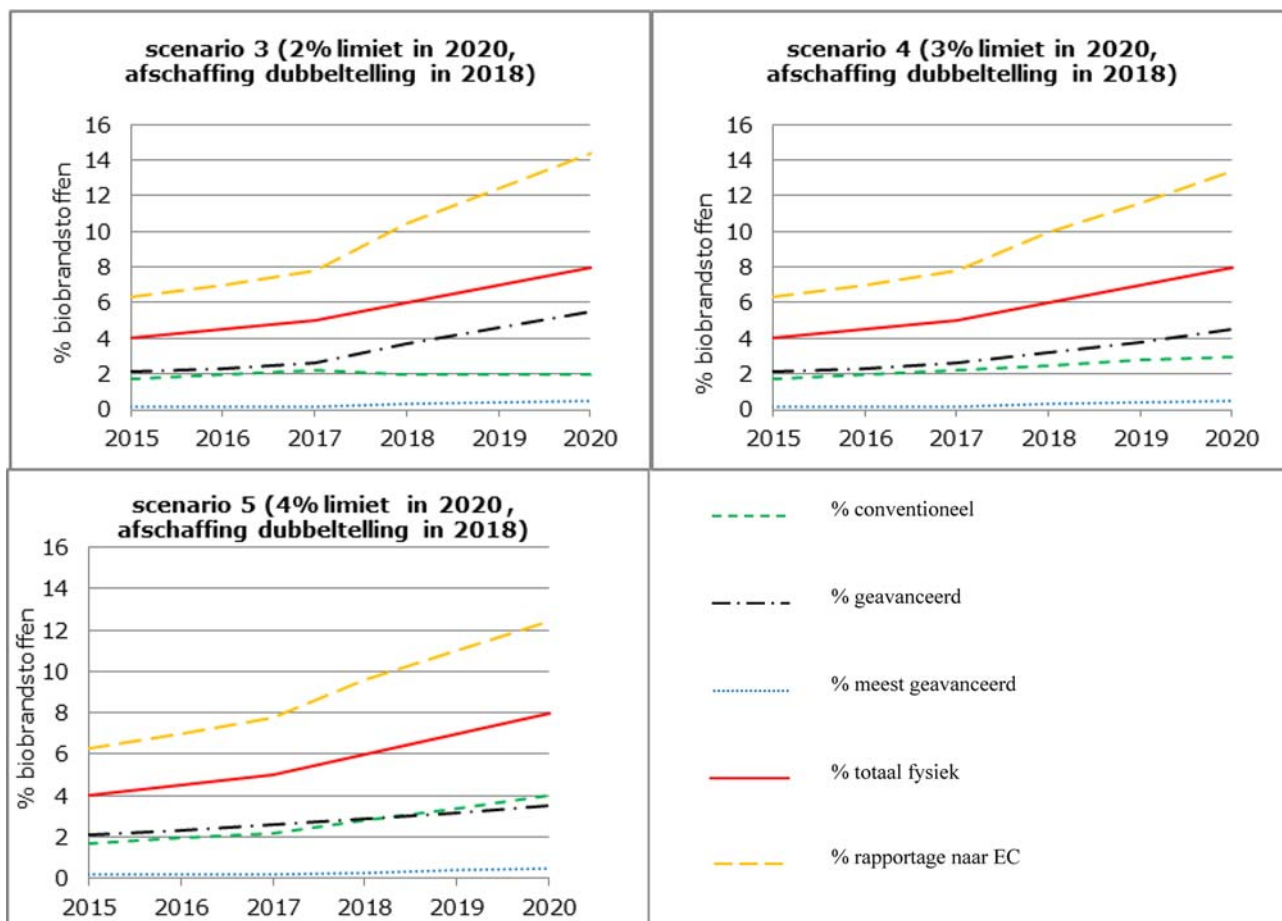 scenario 3 (2% limiet in 2020,
afschaffing dubbeltelling in 2018)
% biobrandstoffen
16
14
12
10
8
6
4
2
0
2015 2016 2017 2018 2019 2020
scenario 4 (3% limiet in 2020,
afschaffing dubbeltelling in 2018)
% biobrandstoffen
16
14
12
10
8
6
4
2
0
2015 2016 2017 2018 2019 2020
scenario 5 (4% limiet in 2020,
afschaffing dubbeltelling in 2018)
% biobrandstoffen
16
14
12
10
8
6
4
2
0
2015 2016 2017 2018 2019 2020
% conventioneel
% geavanceerd
% meest geavanceerd
% totaal fysiek
% rapportage naar EC